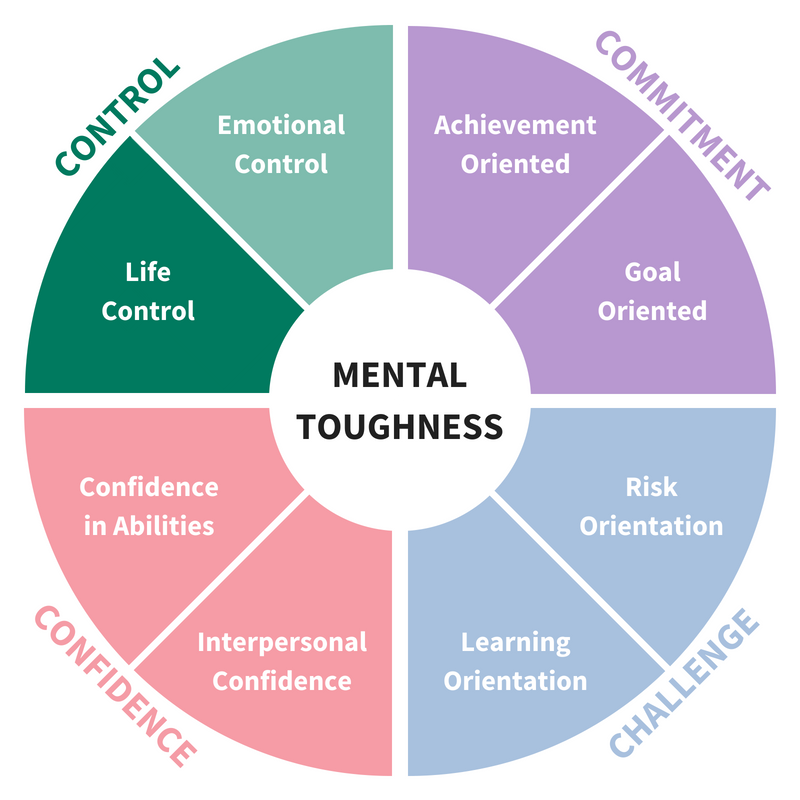 CONTROL
COMMITMENT
Emotional
Control
Achievement
Oriented
Life
Control
Goal
Oriented
MENTAL
TOUGHNESS
Confidence
in Abilities
Risk
Orientation
Interpersonal
Confidence
Learning
Orientation
CONFIDENCE
CHALLENGE